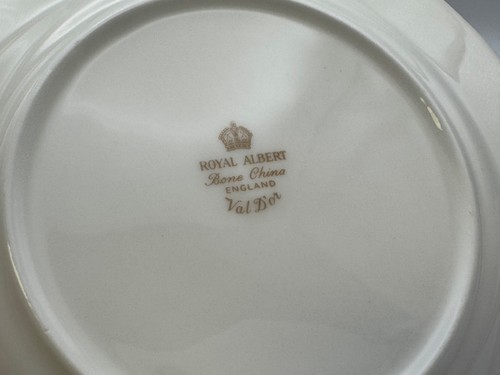 ROYAL ALBERT
Bone China
ENGLAND
Val D'or